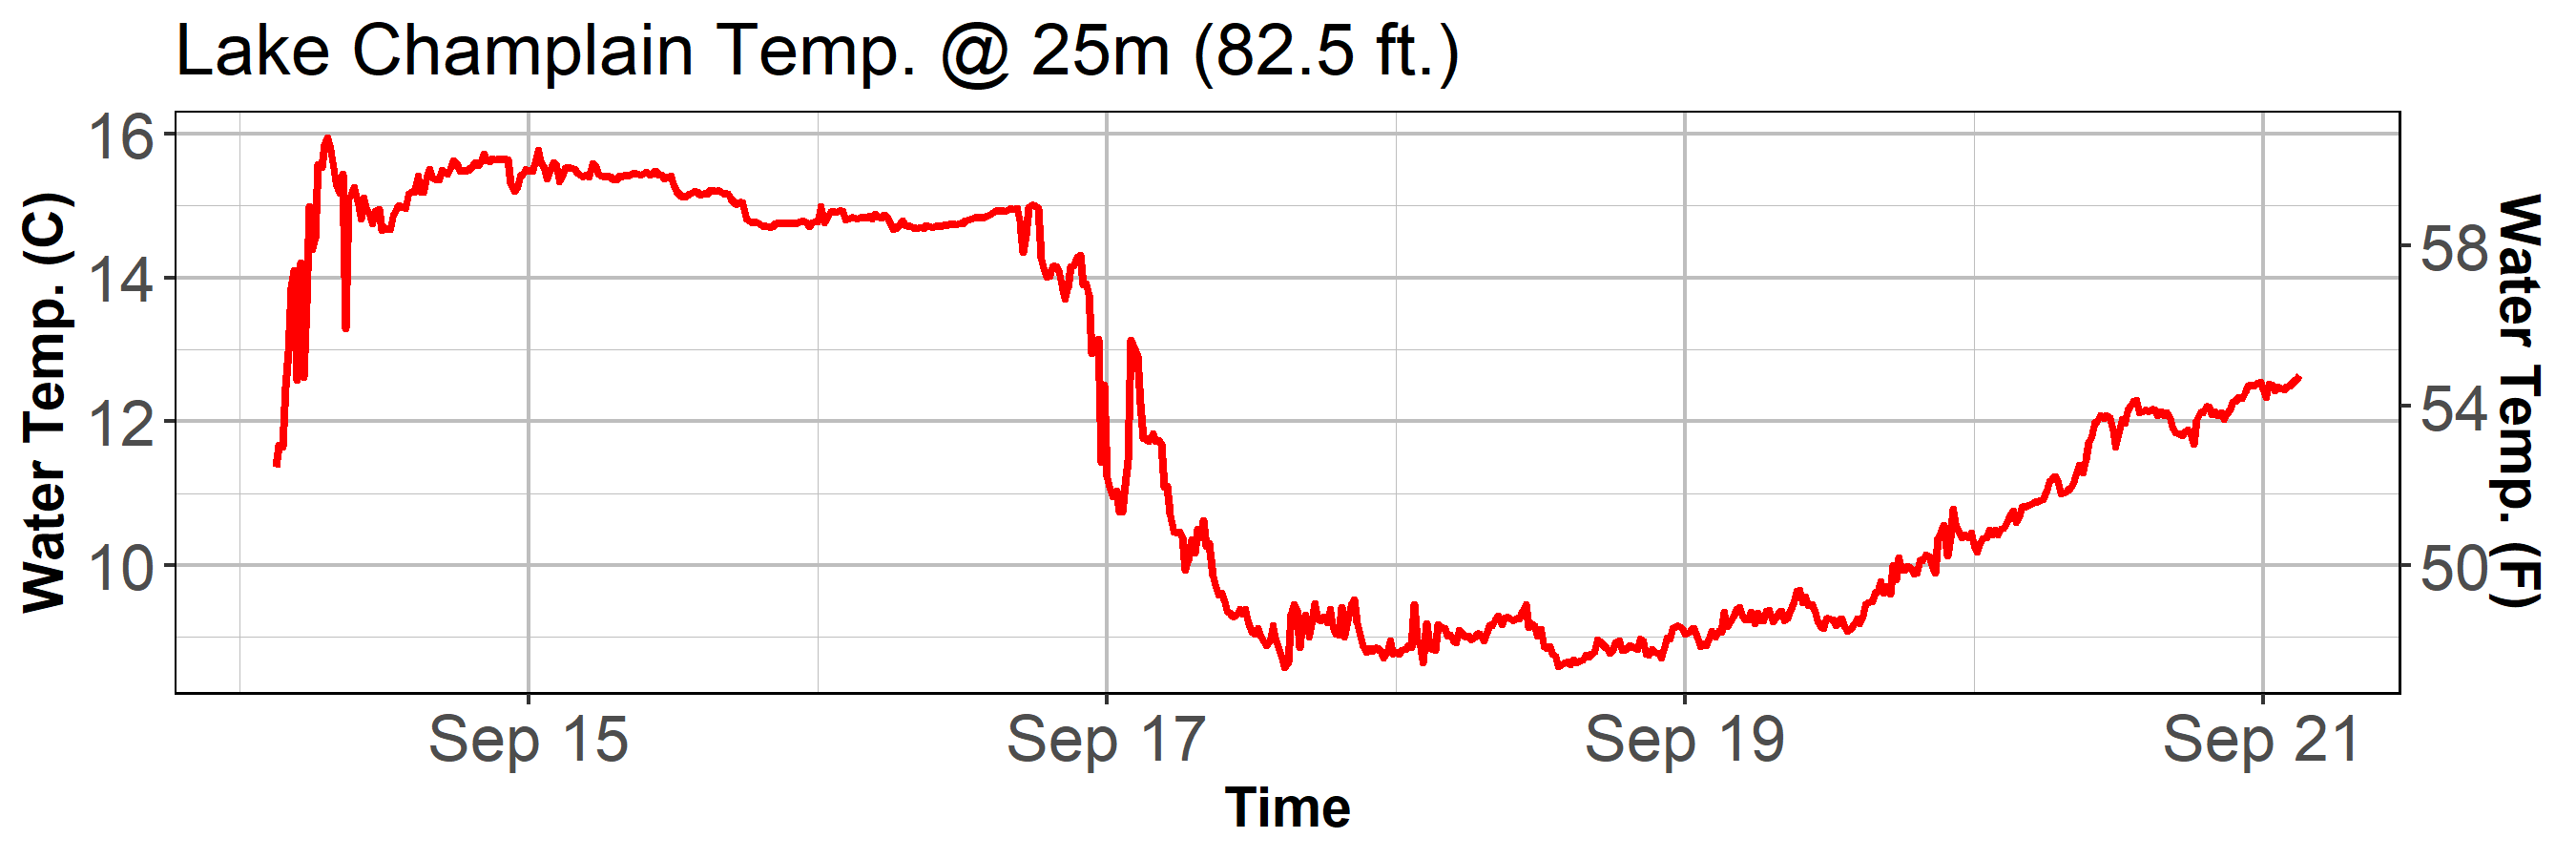 Lake Champlain Temp. @ 25m (82.5 ft.)
Water Temp. (C)
16
14
12
10
58
54
50
Water Temp. (F)
Sep 15
Sep 17
Sep 19
Sep 21
Time